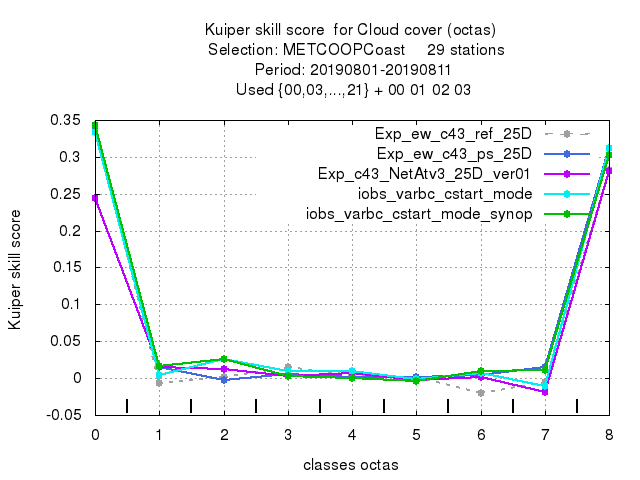 Kuiper skill score  for Cloud cover (octas)
Selection: METCOOPCoast     29 stations
Period: 20190801-20190811
Used {00,03,...,21} + 00 01 02 03
Exp_ew_c43_ref_25D
Exp_ew_c43_ps_25D
Exp_c43_NetAtv3_25D_ver01
iobs_varbc_cstart_mode
iobs_varbc_cstart_mode_synop
Kuiper skill score
0.35
0.3
0.25
0.2
0.15
0.1
0.05
0
-0.05
0 1 2 3 4 5 6 7 8
classes octas